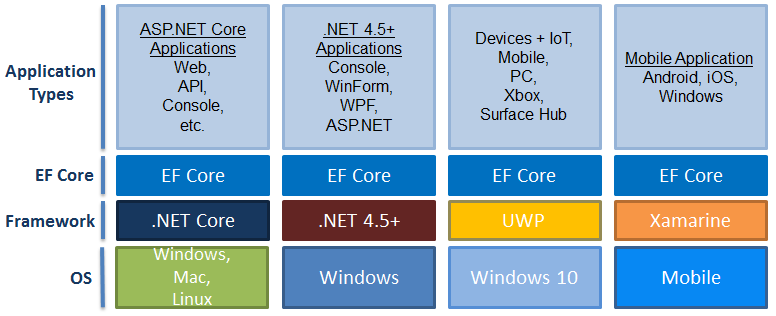 Application
Types
ASP.NET Core
Applications
Web,
API,
Console,
etc.
.NET 4.5+
Applications
Console,
WinForm,
WPF,
ASP.NET
Devices + IoT,
Mobile,
PC,
Xbox,
Surface Hub
Mobile Application
Android, iOS,
Windows
EF Core
EF Core
EF Core
EF Core
EF Core
Framework
.NET Core
.NET 4.5+
UWP
Xamarine
OS
Windows,
Mac,
Linux
Windows
Windows 10
Mobile